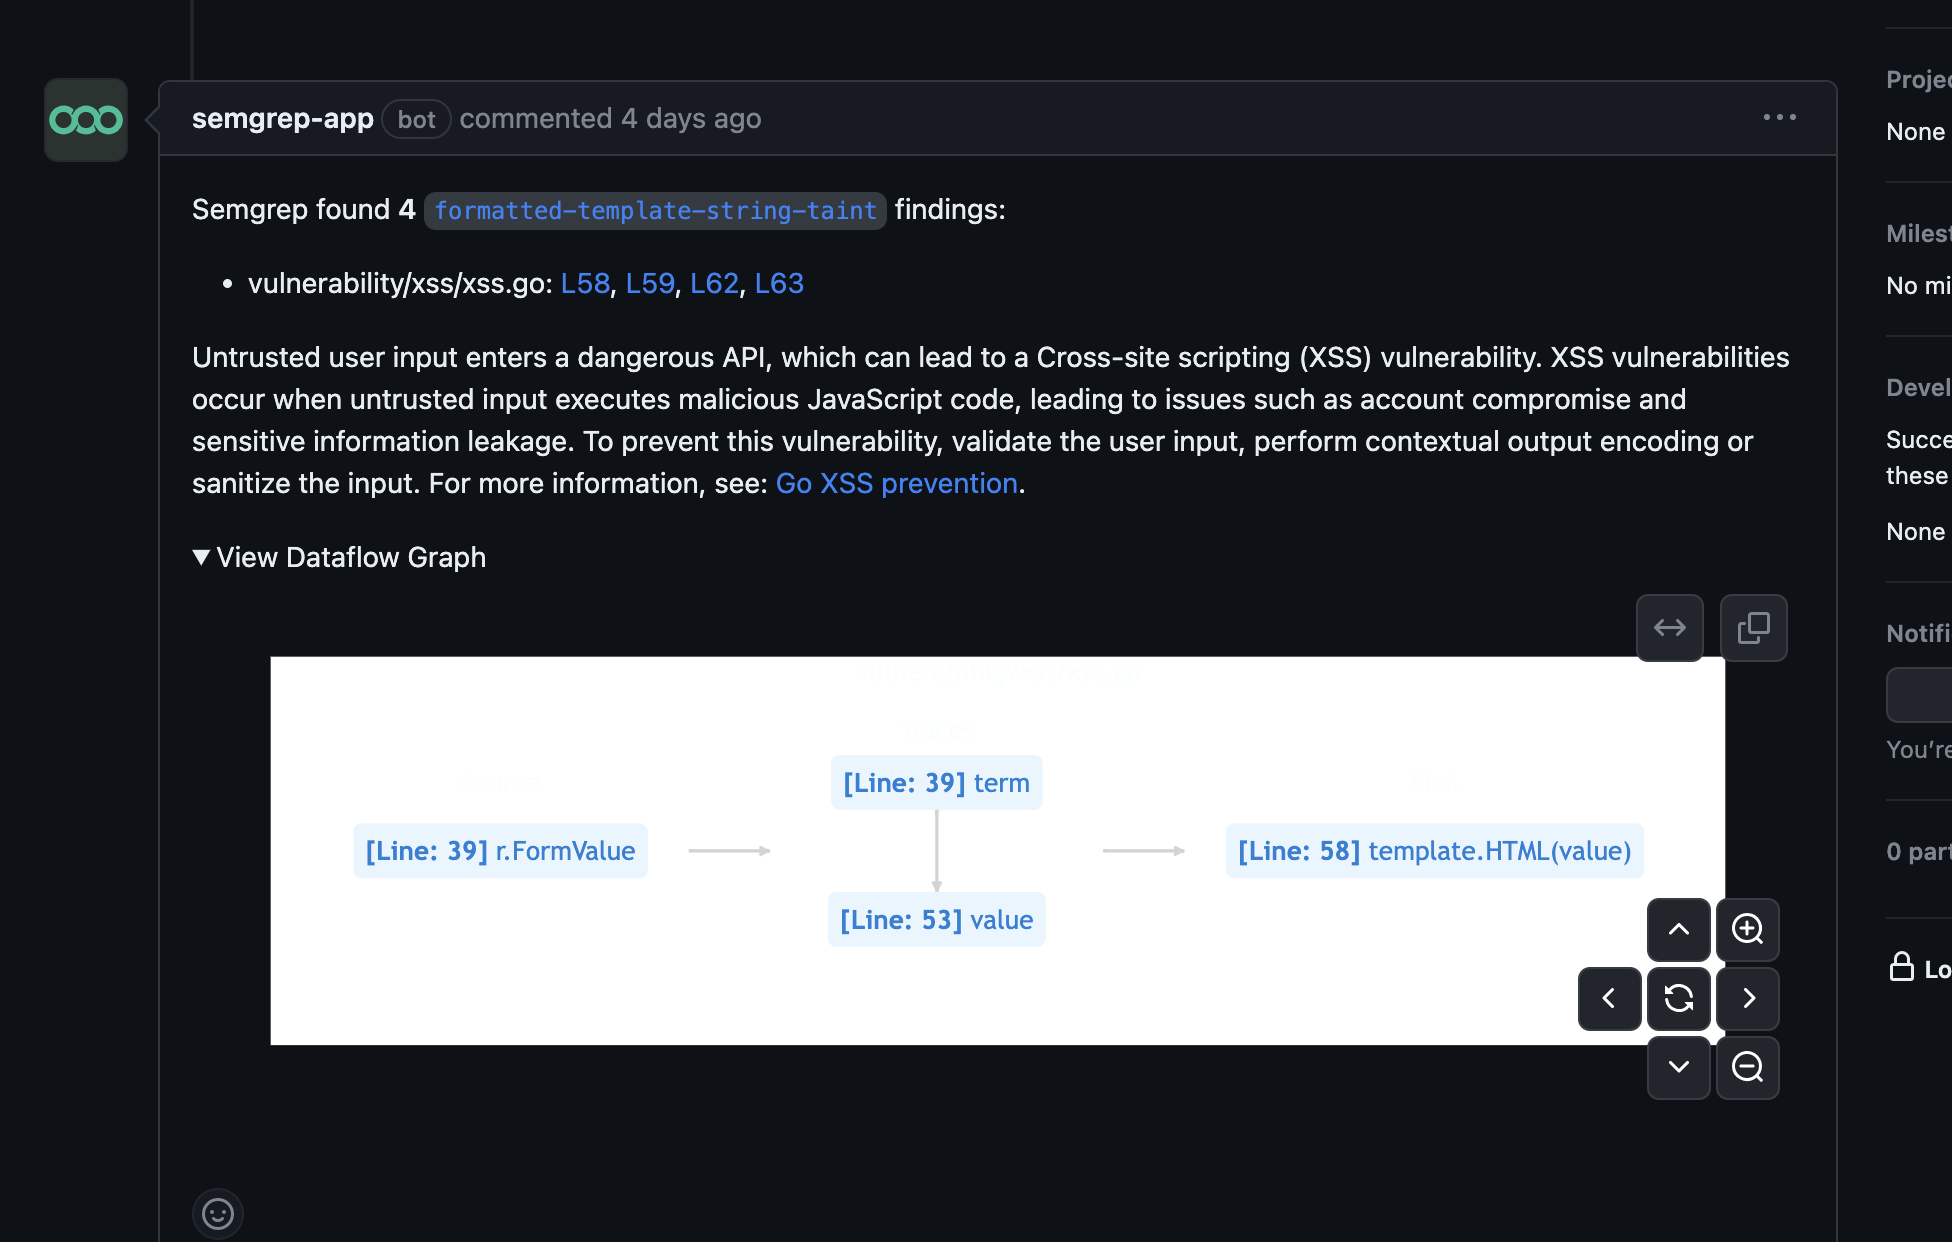 semgrep-app bot commented 4 days ago
Semgrep found 4 formatted-template-string-taint findings:
• vulnerability/xss/xss.go: L58, L59, L62, L63
Untrusted user input enters a dangerous API, which can lead to a Cross-site scripting (XSS) vulnerability. XSS vulnerabilities
occur when untrusted input executes malicious JavaScript code, leading to issues such as account compromise and
sensitive information leakage. To prevent this vulnerability, validate the user input, perform contextual output encoding or
sanitize the input. For more information, see: Go XSS prevention.
View Dataflow Graph
[Line: 39] term
[Line: 39] r.FormValue
[Line: 58] template.HTML(value)
[Line: 53] value
Projec
None
Milest
No mi
Devel
Succe
these
None
Notifi
You're
0 part
Lo